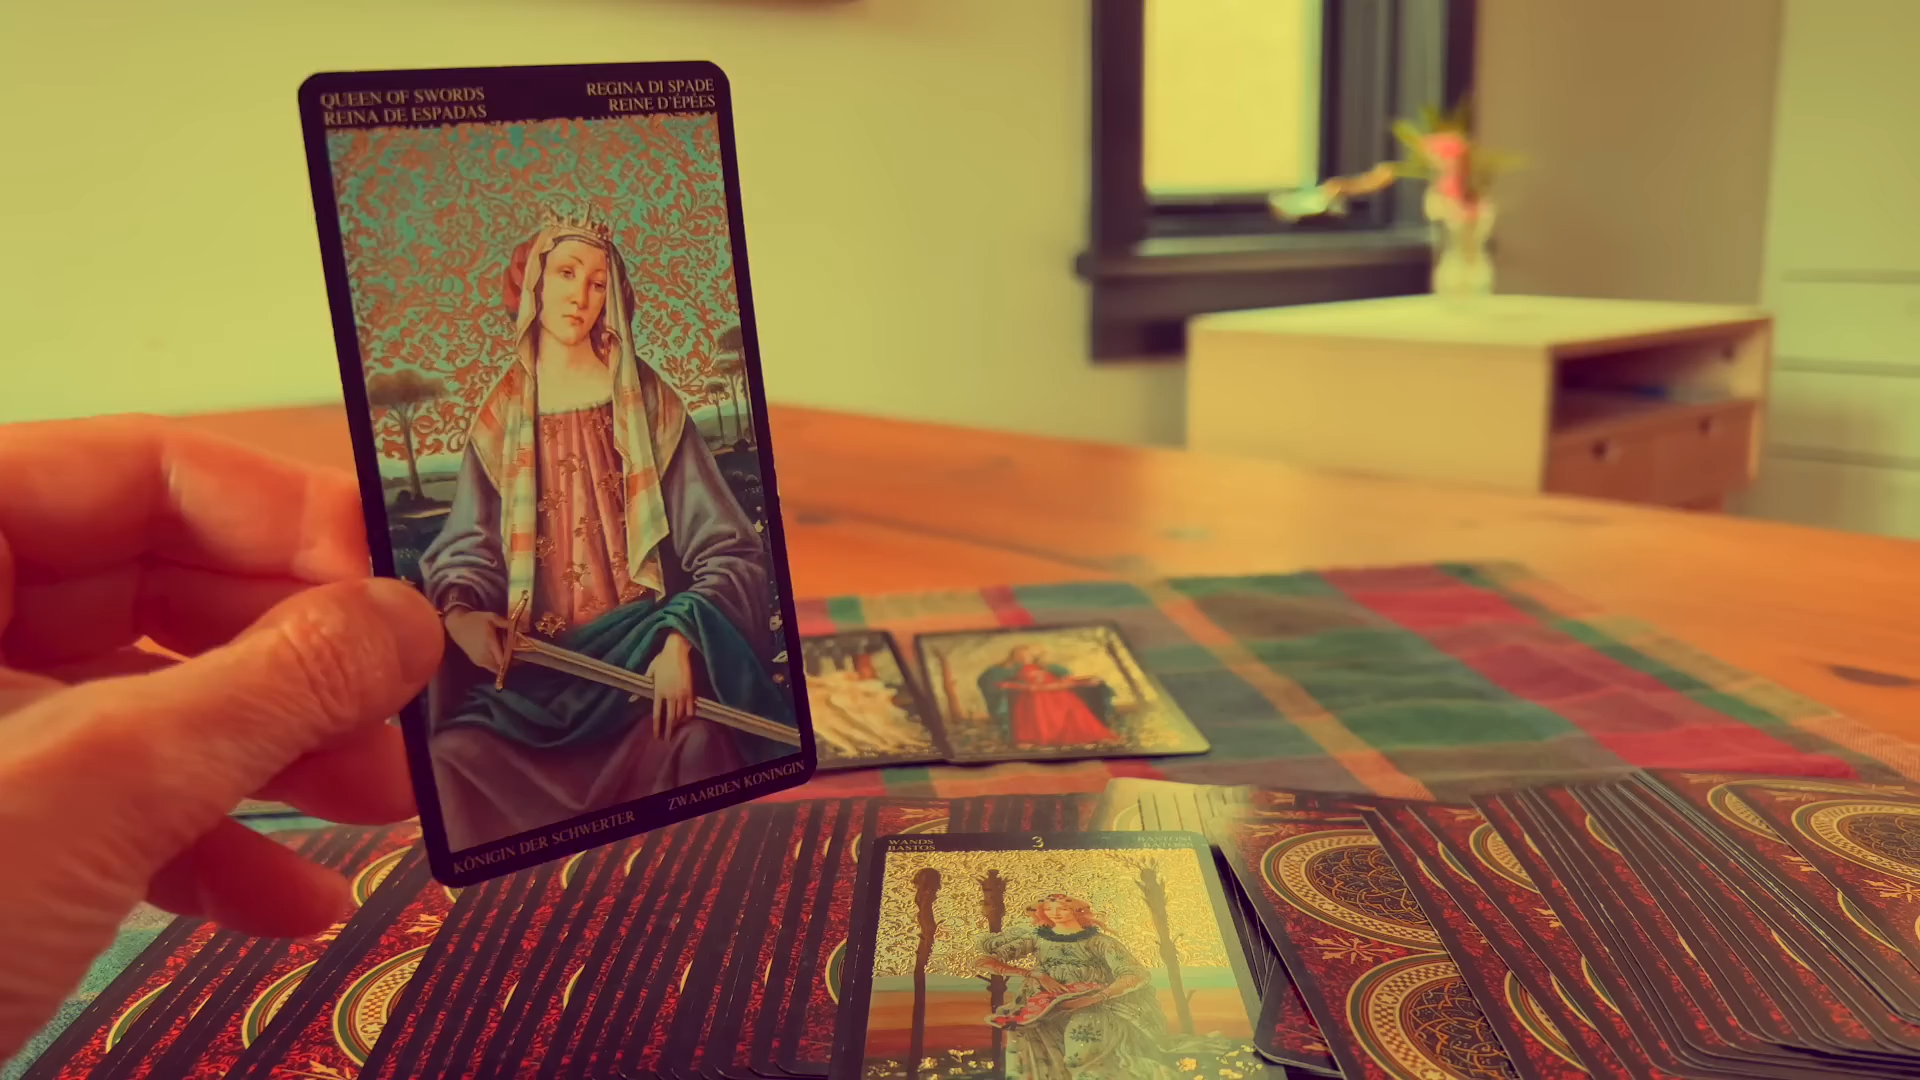 QUEEN OF SWORDS
REINA DE ESPADAS
REGINA DI SPADE
REINE D'ÉPÉES
KÖNIGIN DER SCHWERTER
ZWAARDEN KONINGIN
WANDS
BASTOS
3